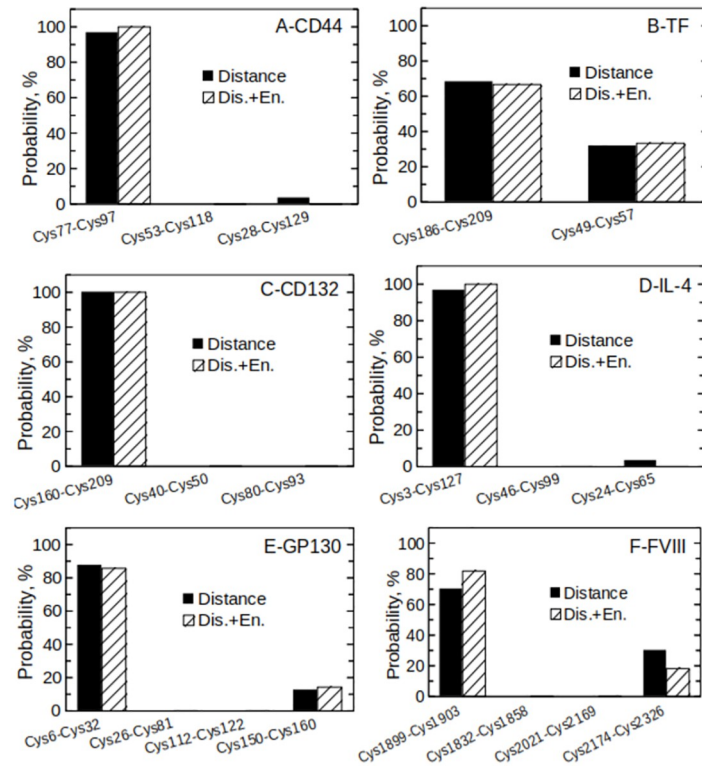 A-CD44
Probability, %
100
80
60
40
20
0
Distance
Dis.+En.
Cys77-Cys97
Cys53-Cys118
Cys28-Cys129
B-TF
Probability, %
100
80
60
40
20
0
Distance
Dis.+En.
Cys186-Cys209
Cys49-Cys57
C-CD132
Probability, %
100
80
60
40
20
0
Distance
Dis.+En.
Cys160-Cys209
Cys40-Cys50
Cys80-Cys93
D-IL-4
Probability, %
100
80
60
40
20
0
Distance
Dis.+En.
Cys3-Cys127
Cys46-Cys99
Cys24-Cys65
E-GP130
Probability, %
100
80
60
40
20
0
Distance
Dis.+En.
Cys6-Cys32
Cys26-Cys81
Cys112-Cys122
Cys150-Cys160
F-FVIII
Probability, %
100
80
60
40
20
0
Distance
Dis.+En.
Cys1899-Cys1903
Cys1832-Cys1858
Cys2021-Cys2169
Cys2174-Cys2326